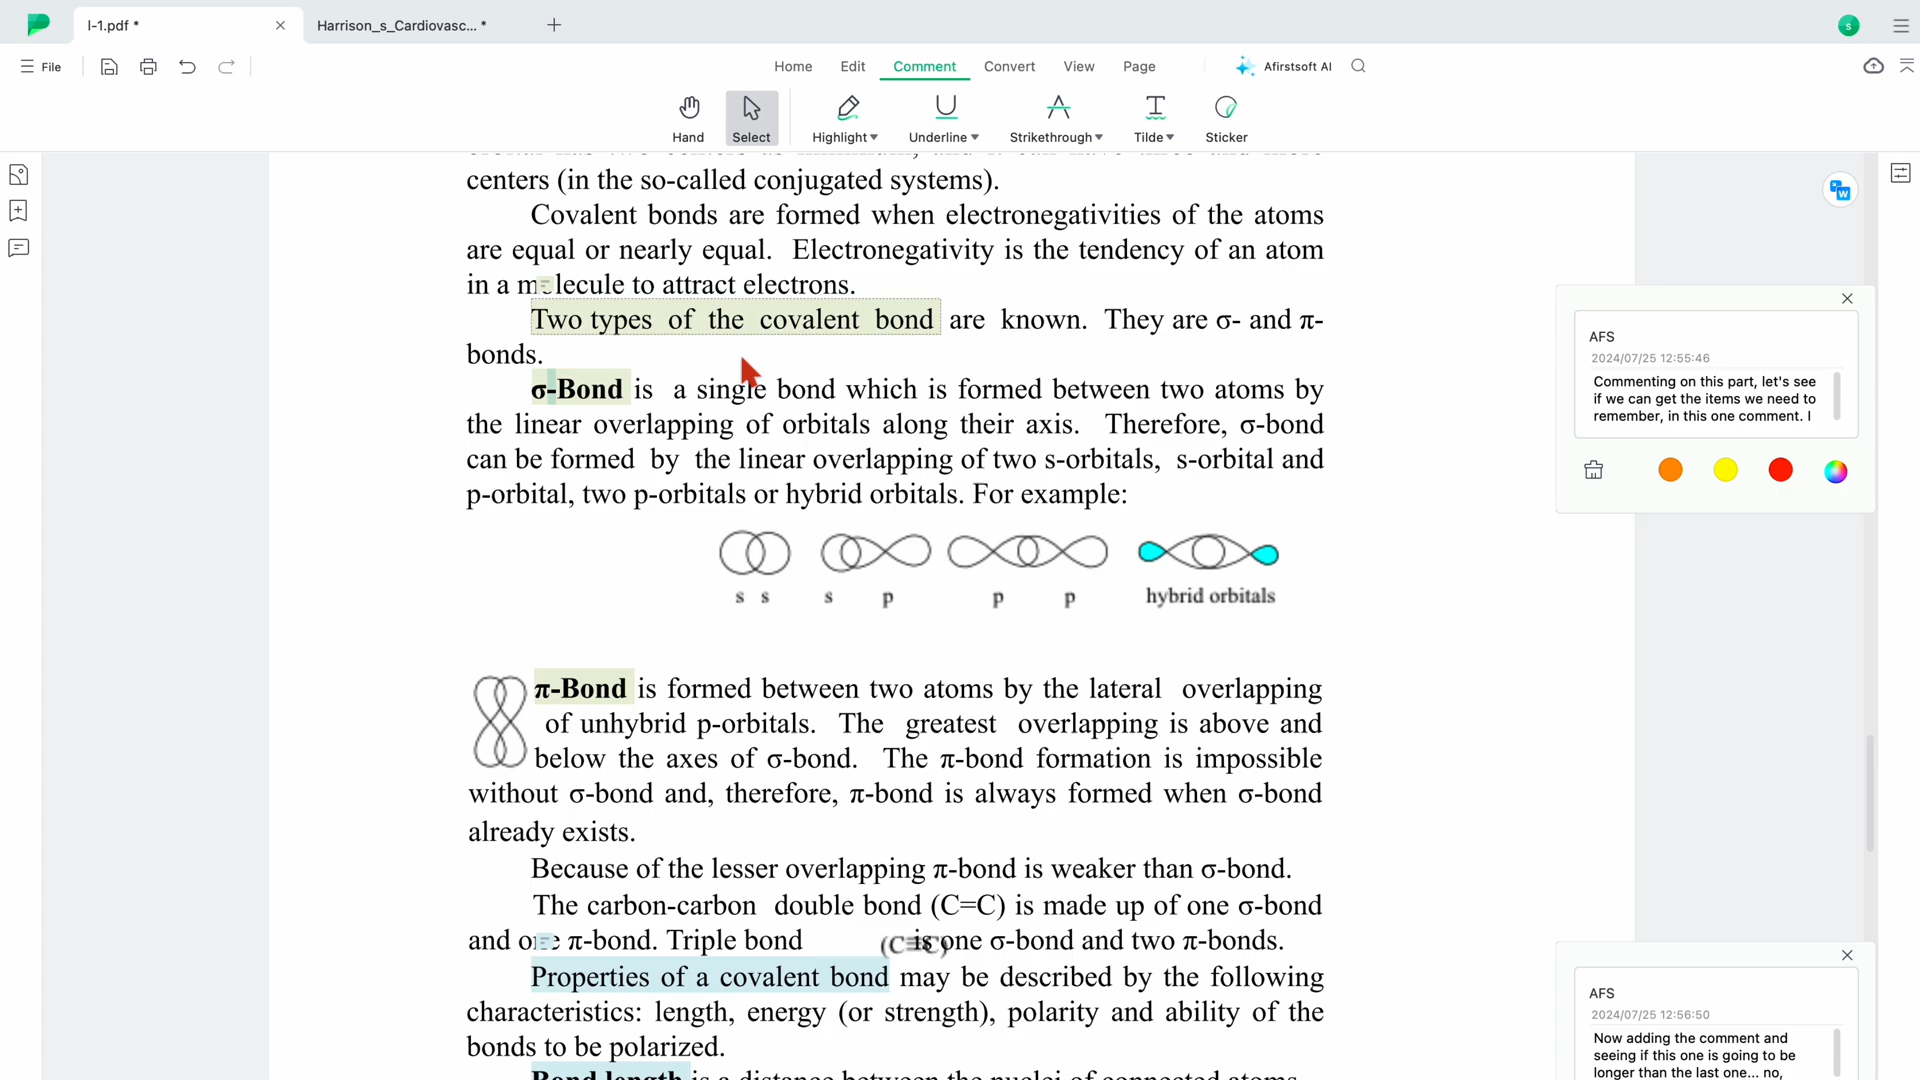 l-1.pdf *
Harrison_s_Cardiovasc... *
s
File
Home
Edit
Comment
Convert
View
Page
Afirstsoft AI
Hand
Select
Highlight
Underline
Strikethrough
Tilde
Sticker
centers (in the so-called conjugated systems).
Covalent bonds are formed when electronegativities of the atoms
are equal or nearly equal. Electronegativity is the tendency of an atom
in a molecule to attract electrons.
Two types of the covalent bond are known. They are σ- and π-
bonds.
σ-Bond is a single bond which is formed between two atoms by
the linear overlapping of orbitals along their axis. Therefore, σ-bond
can be formed by the linear overlapping of two s-orbitals, s-orbital and
p-orbital, two p-orbitals or hybrid orbitals. For example:
s s s p p p hybrid orbitals
π-Bond is formed between two atoms by the lateral overlapping
of unhybrid p-orbitals. The greatest overlapping is above and
below the axes of σ-bond. The π-bond formation is impossible
without σ-bond and, therefore, π-bond is always formed when σ-bond
already exists.
Because of the lesser overlapping π-bond is weaker than σ-bond.
The carbon-carbon double bond (C=C) is made up of one σ-bond
and one π-bond. Triple bond (C≡C) is one σ-bond and two π-bonds.
Properties of a covalent bond may be described by the following
characteristics: length, energy (or strength), polarity and ability of the
bonds to be polarized.
Bond length is a distance between the nuclei of connected atoms.
W
AFS
2024/07/25 12:55:46
Commenting on this part, let's see
if we can get the items we need to
remember, in this one comment. I
AFS
2024/07/25 12:56:50
Now adding the comment and
seeing if this one is going to be
longer than the last one... no,